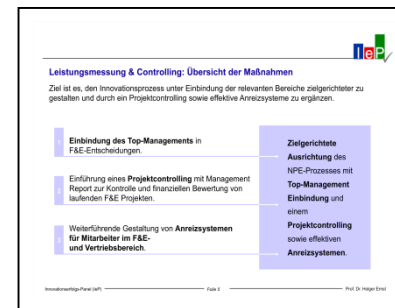 IeP
Leistungsmessung & Controlling: Übersicht der Maßnahmen
Ziel ist es, den Innovationsprozess unter Einbindung der relevanten Bereiche zielgerichteter zu
gestalten und durch ein Projektcontrolling sowie effektive Anreizsysteme zu ergänzen.
1
Einbindung des Top-Managements in
F&E-Entscheidungen.
2
Einführung eines Projektcontrolling mit Management
Report zur Kontrolle und finanziellen Bewertung von
laufenden F&E Projekten.
3
Weiterführende Gestaltung von Anreizsystemen
für Mitarbeiter im F&E-
und Vertriebsbereich.
Zielgerichtete
Ausrichtung des
NPE-Prozesses mit
Top-Management
Einbindung und
einem
Projektcontrolling
sowie effektiven
Anreizsystemen.
Innovationserfolgs-Panel (IeP)
Prof. Dr. Holger Ernst